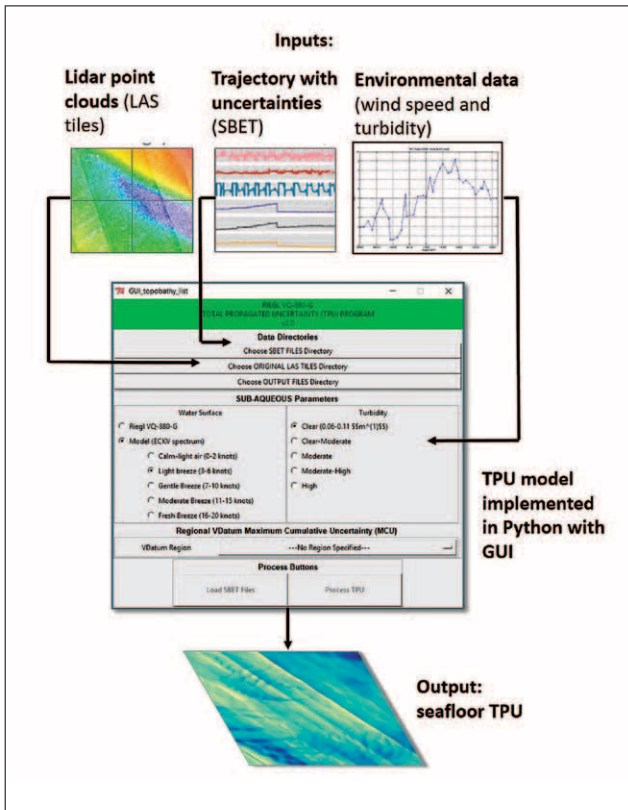 Inputs:
Lidar point
clouds (LAS
tiles)
Trajectory with
uncertainties
(SBET)
Environmental data
(wind speed and
turbidity)
GUI_topobathy_list
RIEGL VQ-880-G
TOTAL PROPAGATED UNCERTAINTY (TPU) PROGRAM
Data Directories
Choose SBET FILES Directory
Choose ORIGINAL LAS TILES Directory
Choose OUTPUT FILES Directory
SUB-AQUEOUS Parameters
Water Surface
Riegl VQ-880-G
Model (ECKV spectrum)
Calm-light air (0-2 knots)
Light breeze (3-6 knots)
Gentle Breeze (7-10 knots)
Moderate Breeze (11-15 knots)
Fresh Breeze (16-20 knots)
Turbidity
Clear (0.06-0.11 $5m^(1)$5)
Clear-Moderate
Moderate
Moderate-High
High
TPU model
implemented
in Python with
GUI
Regional VDatum Maximum Cumulative Uncertainty (MCU)
VDatum Region
---No Region Specified---
Process Buttons
Load SBET Files
Process TPU
Output:
seafloor TPU